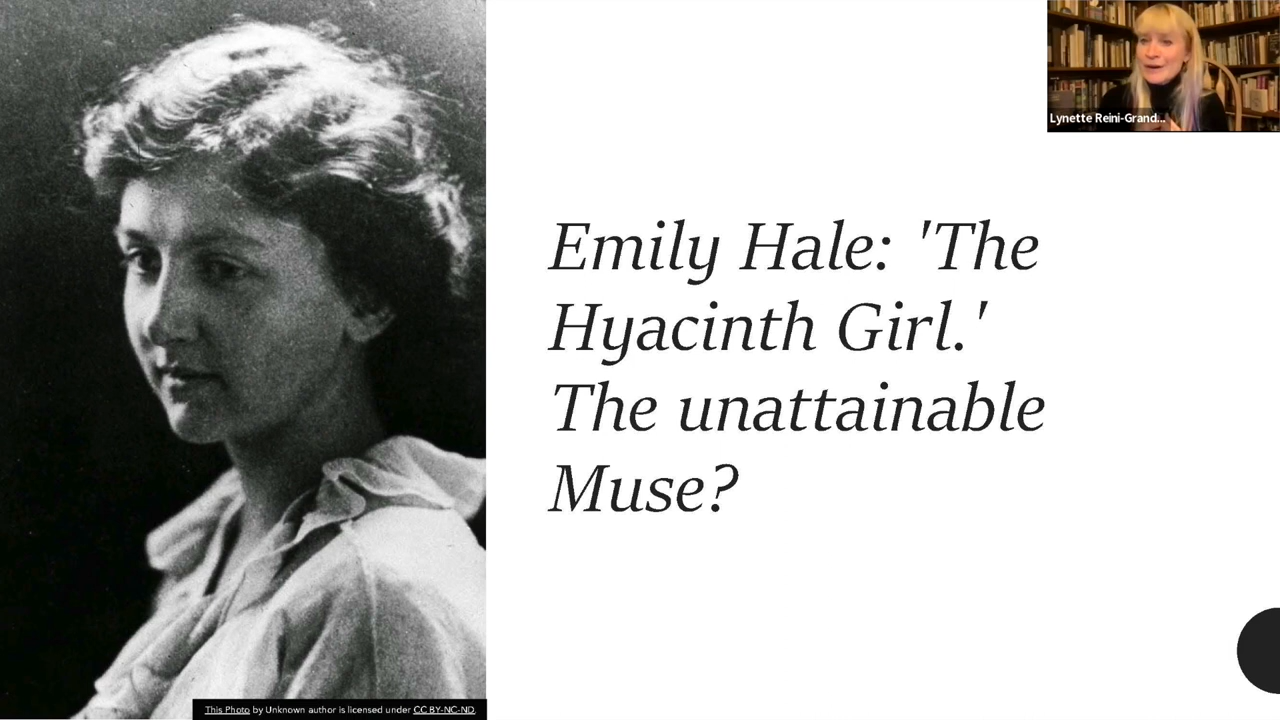 Lynette Reini-Grand...
Emily Hale: 'The
Hyacinth Girl.'
The unattainable
Muse?
This Photo by Unknown author is licensed under CC BY-NC-ND.